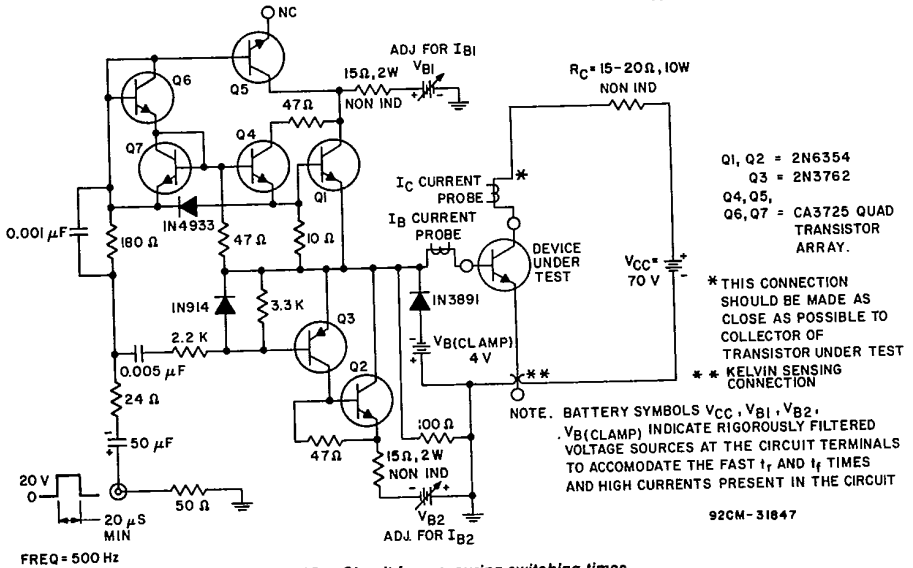 NC
Q5
Q6
ADJ FOR IB1
VB1
15Ω, 2W
NON IND
+ -
RC = 15-20Ω, 10W
NON IND
47Ω
Q4
Q7
Q1
IC CURRENT
PROBE
*
IB CURRENT
PROBE
DEVICE
UNDER
TEST
Q1, Q2 = 2N6354
Q3 = 2N3762
Q4, Q5,
Q6, Q7 = CA3725 QUAD
TRANSISTOR
ARRAY.
0.001 μF
180 Ω
1N4933
47Ω
10 Ω
VCC=
70 V
+
-
* THIS CONNECTION
SHOULD BE MADE AS
CLOSE AS POSSIBLE TO
COLLECTOR OF
TRANSISTOR UNDER TEST
* * KELVIN SENSING
CONNECTION
1N914
3.3 K
Q3
1N3891
-
+
VB(CLAMP)
4 V
* *
2.2 K
0.005 μF
Q2
24 Ω
-
+
50 μF
47Ω
100Ω
15Ω, 2W
NON IND
- +
VB2
ADJ. FOR IB2
NOTE. BATTERY SYMBOLS VCC, VB1, VB2,
. VB(CLAMP) INDICATE RIGOROUSLY FILTERED
VOLTAGE SOURCES AT THE CIRCUIT TERMINALS
TO ACCOMODATE THE FAST tr AND tf TIMES
AND HIGH CURRENTS PRESENT IN THE CIRCUIT
92CM-31847
20 V
0
20 μS
MIN
50 Ω
FREQ = 500 Hz